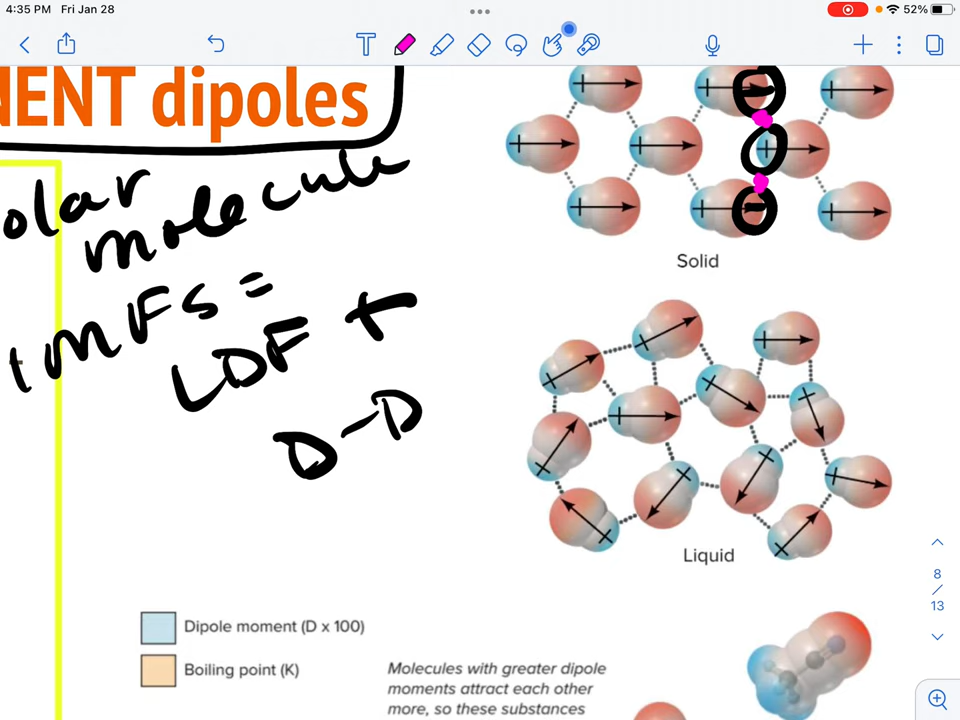 4:35 PM Fri Jan 28
52%
NENT dipoles
olar
molecule
IMFs =
LDF +
D-D
Solid
Liquid
8
/
13
Dipole moment (D x 100)
Boiling point (K)
Molecules with greater dipole
moments attract each other
more, so these substances